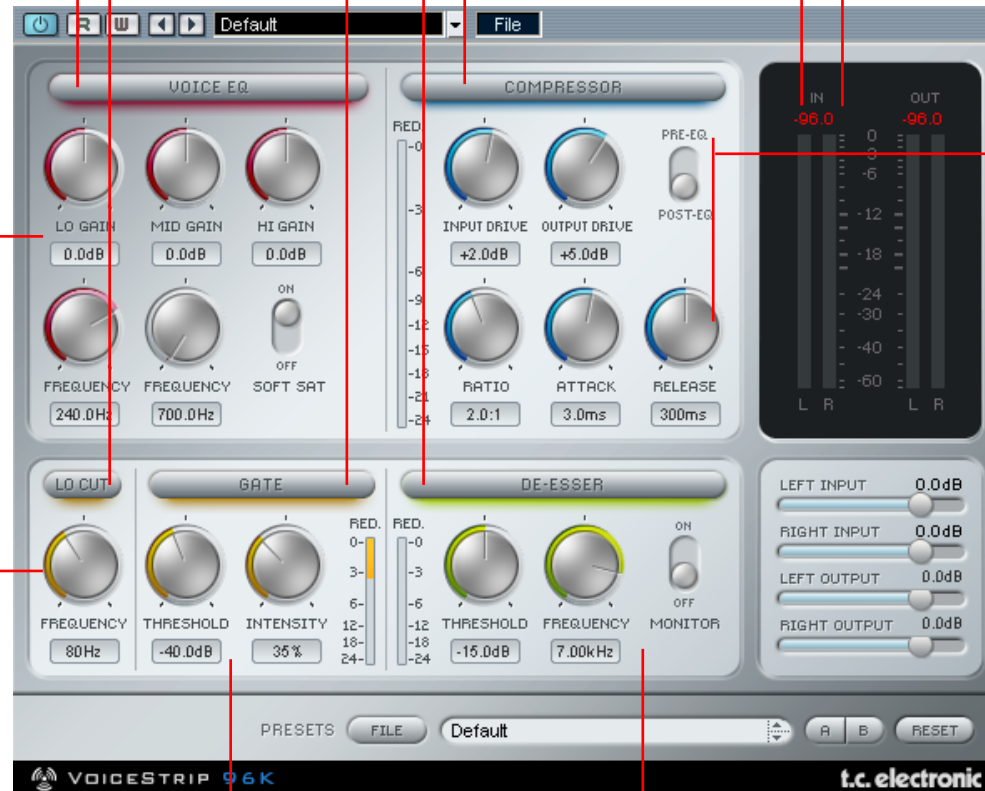 R W Default File
VOICE EQ
LO GAIN MID GAIN HI GAIN
0.0dB 0.0dB 0.0dB
ON
OFF
FREQUENCY FREQUENCY SOFT SAT
240.0Hz 700.0Hz
COMPRESSOR
RED.
-0
-3
-6
-9
-12
-15
-18
-21
-24
PRE-EQ
POST-EQ
INPUT DRIVE OUTPUT DRIVE
+2.0dB +5.0dB
RATIO ATTACK RELEASE
2.0:1 3.0ms 300ms
IN OUT
-96.0 -96.0
0
-3
-6
-12
-18
-24
-30
-40
-60
L R L R
LO CUT
FREQUENCY
80Hz
GATE
THRESHOLD INTENSITY
-40.0dB 35%
RED.
0-
3-
6-
12-
18-
24-
DE-ESSER
RED.
-0
-3
-6
-12
-18
-24
THRESHOLD FREQUENCY
-15.0dB 7.00kHz
ON
OFF
MONITOR
LEFT INPUT 0.0dB
RIGHT INPUT 0.0dB
LEFT OUTPUT 0.0dB
RIGHT OUTPUT 0.0dB
PRESETS FILE Default A B RESET
VOICESTRIP 96K t.c. electronic